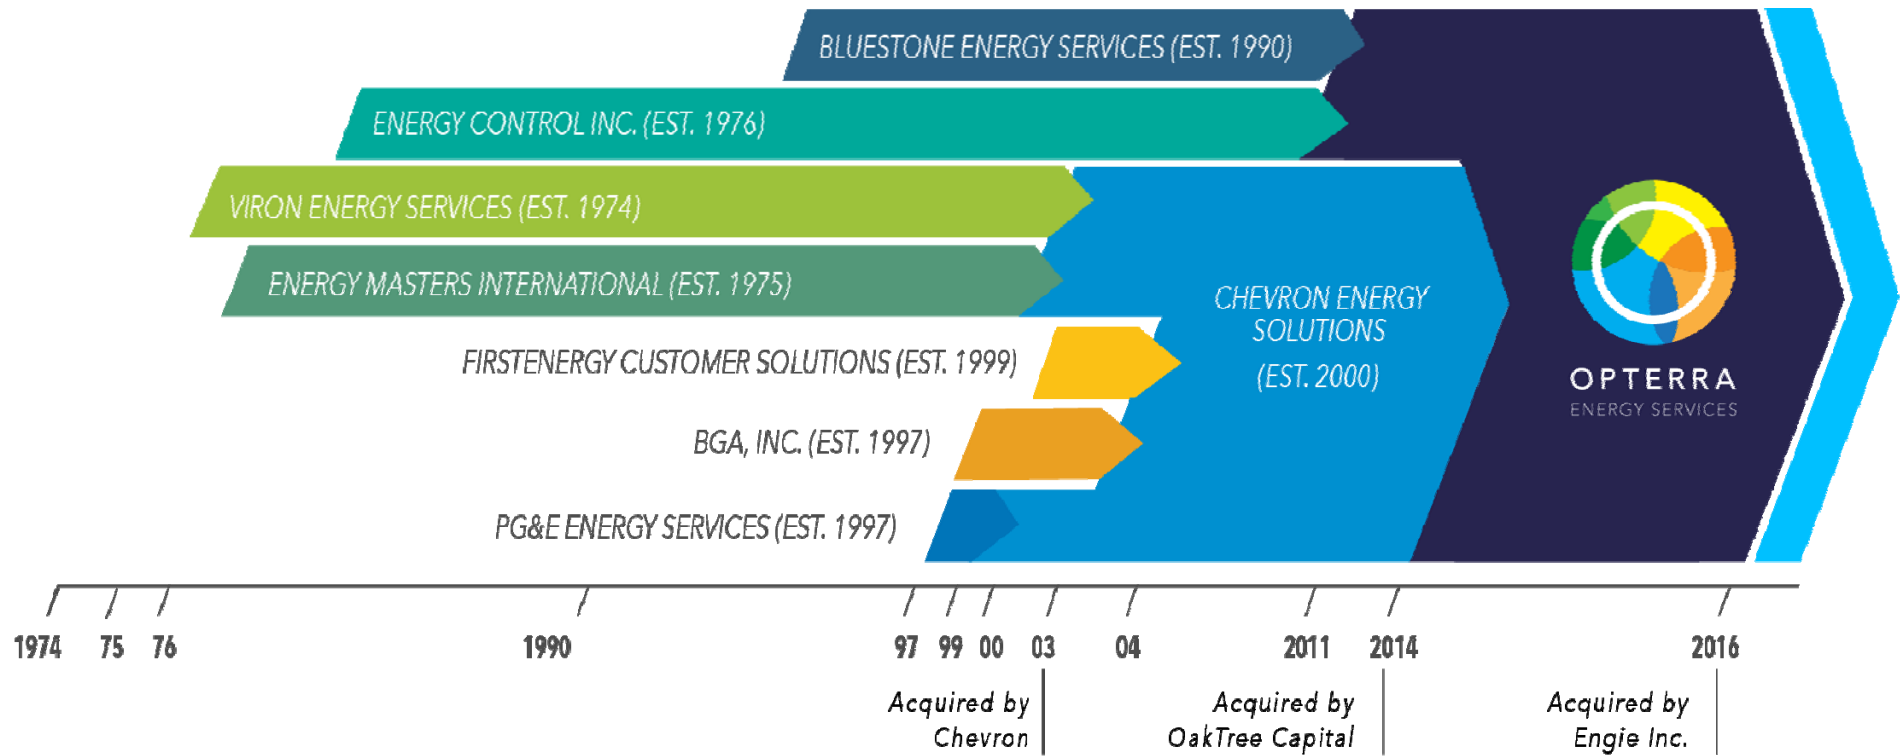 BLUESTONE ENERGY SERVICES (EST. 1990)
ENERGY CONTROL INC. (EST. 1976)
VIRON ENERGY SERVICES (EST. 1974)
ENERGY MASTERS INTERNATIONAL (EST. 1975)
CHEVRON ENERGY
SOLUTIONS
(EST. 2000)
FIRSTENERGY CUSTOMER SOLUTIONS (EST. 1999)
BGA, INC. (EST. 1997)
PG&E ENERGY SERVICES (EST. 1997)
OPTERRA
ENERGY SERVICES
1974 75 76 1990 97 99 00 03 04 2011 2014 2016
Acquired by
Chevron
Acquired by
OakTree Capital
Acquired by
Engie Inc.